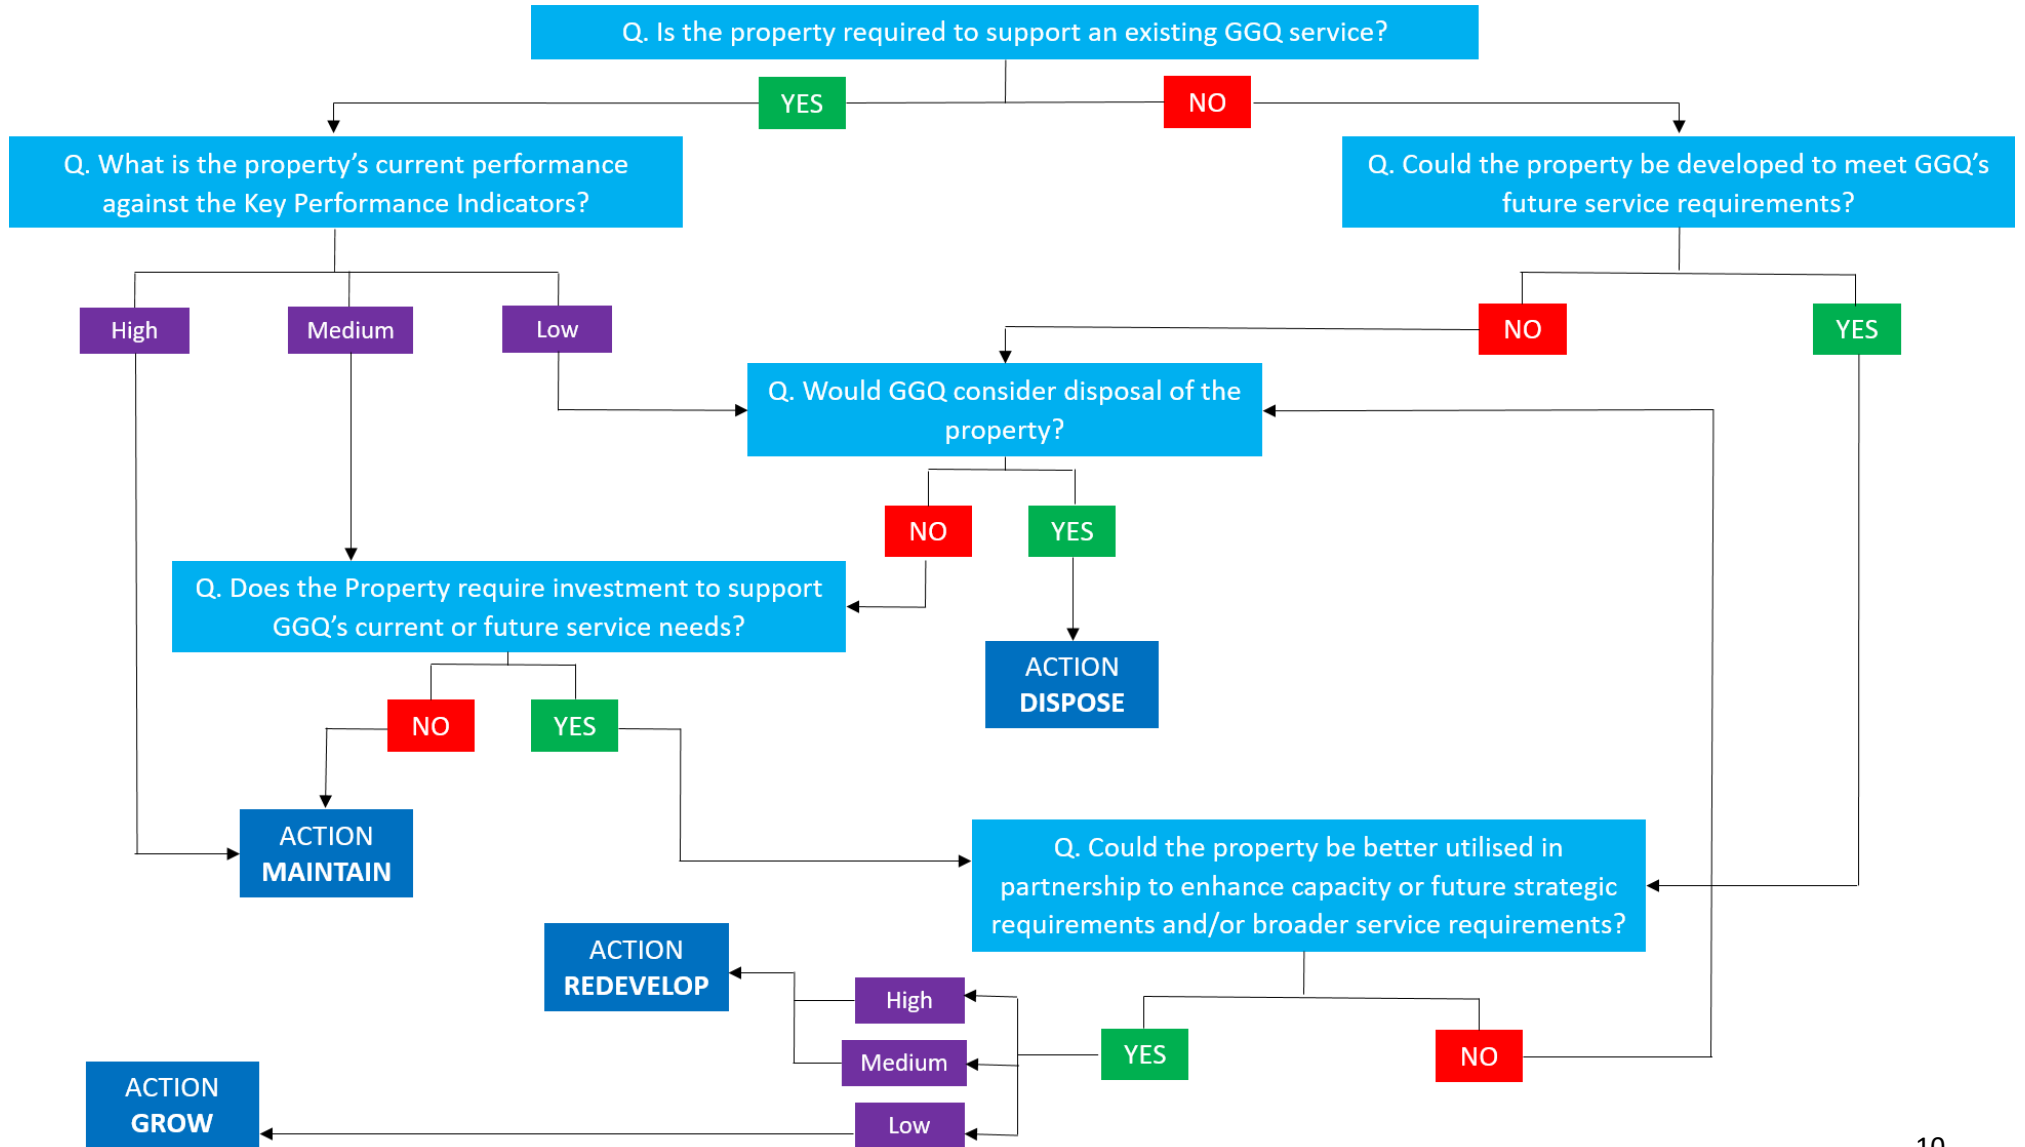 Q. Is the property required to support an existing GGQ service?
YES
NO
Q. What is the property’s current performance
against the Key Performance Indicators?
Q. Could the property be developed to meet GGQ’s
future service requirements?
High
Medium
Low
NO
YES
Q. Would GGQ consider disposal of the
property?
NO
YES
Q. Does the Property require investment to support
GGQ’s current or future service needs?
ACTION
DISPOSE
NO
YES
ACTION
MAINTAIN
Q. Could the property be better utilised in
partnership to enhance capacity or future strategic
requirements and/or broader service requirements?
ACTION
REDEVELOP
High
Medium
Low
YES
NO
ACTION
GROW
10